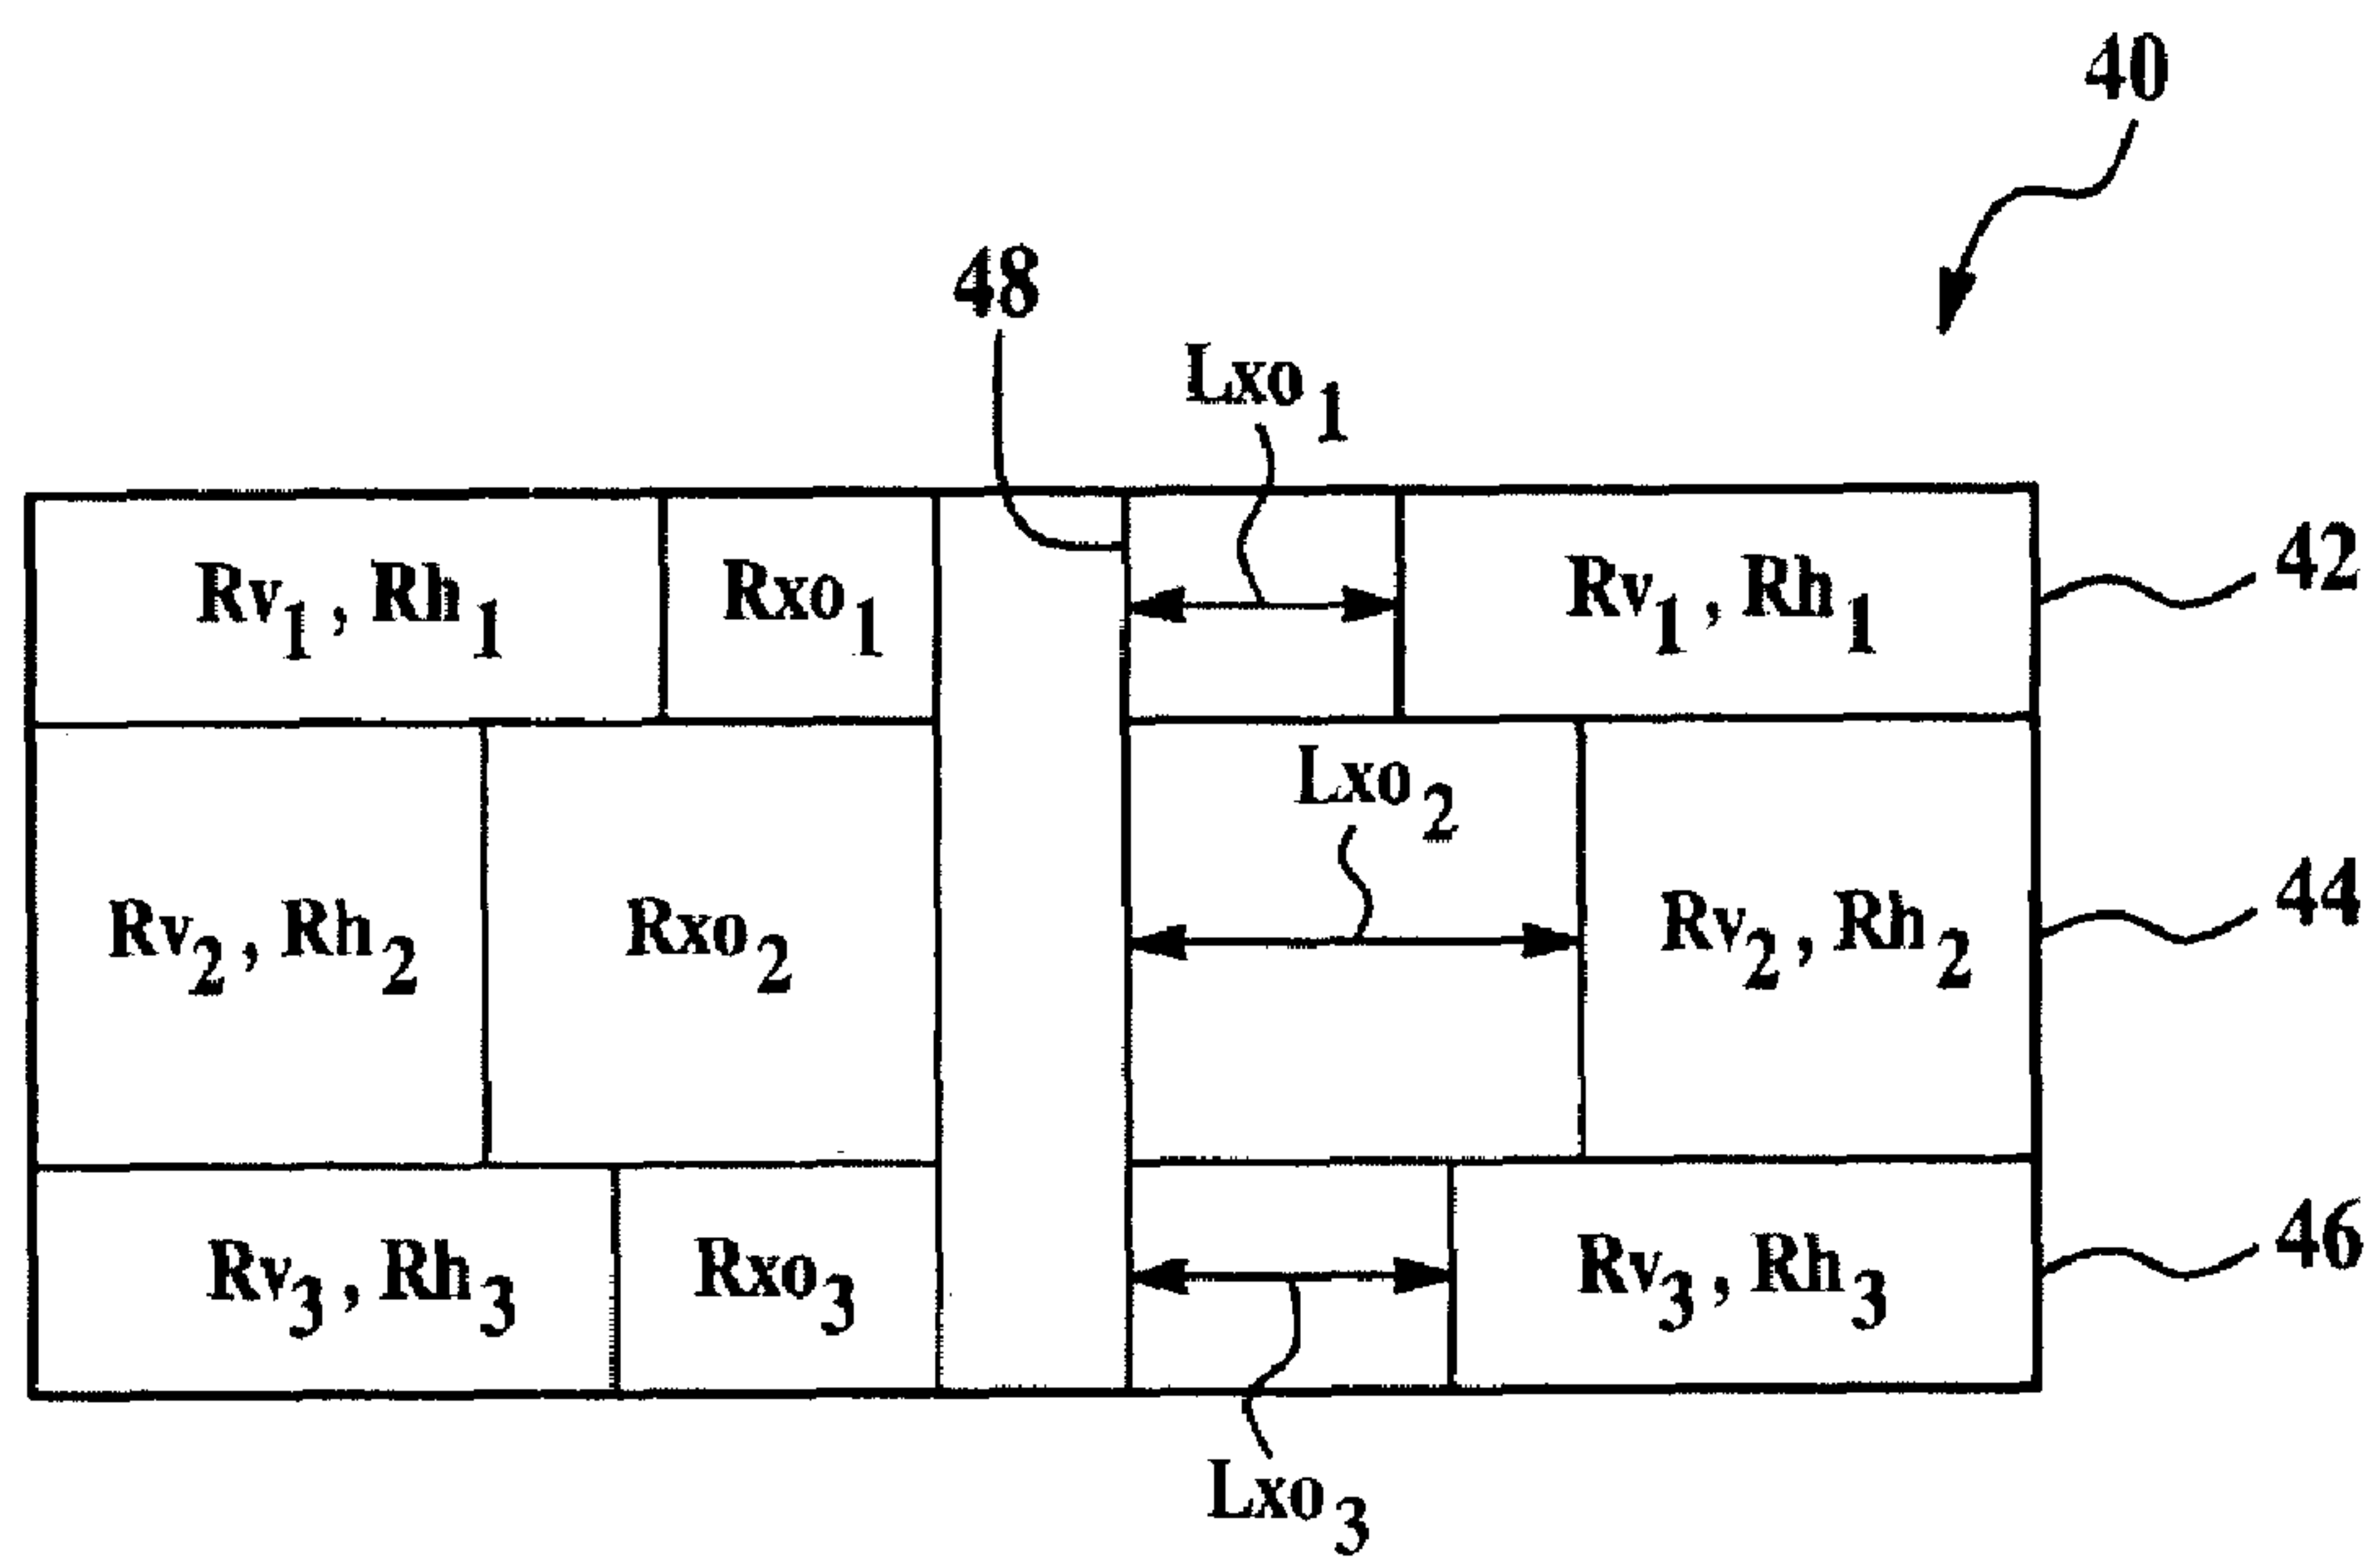 40
48
Lxo1
Rv1, Rh1 Rxo1 Rv1, Rh1 42
Lxo2
Rv2, Rh2 Rxo2 Rv2, Rh2 44
Rv3, Rh3 Rxo3 Rv3, Rh3 46
Lxo3